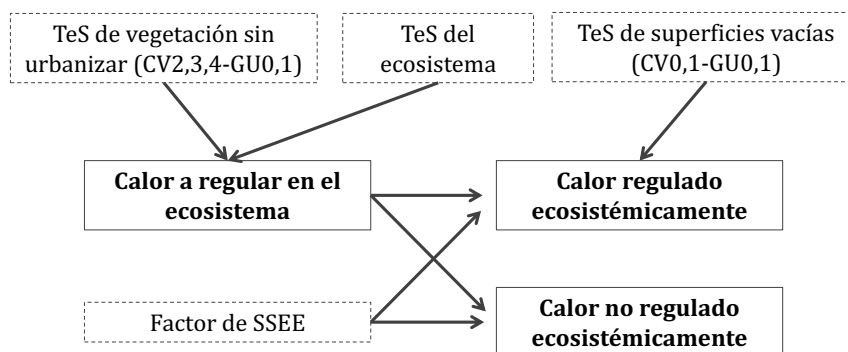 TeS de vegetación sin
urbanizar (CV2,3,4-GU0,1)
TeS del
ecosistema
TeS de superficies vacías
(CV0,1-GU0,1)
Calor a regular en el
ecosistema
Calor regulado
ecosistémicamente
Factor de SSEE
Calor no regulado
ecosistémicamente